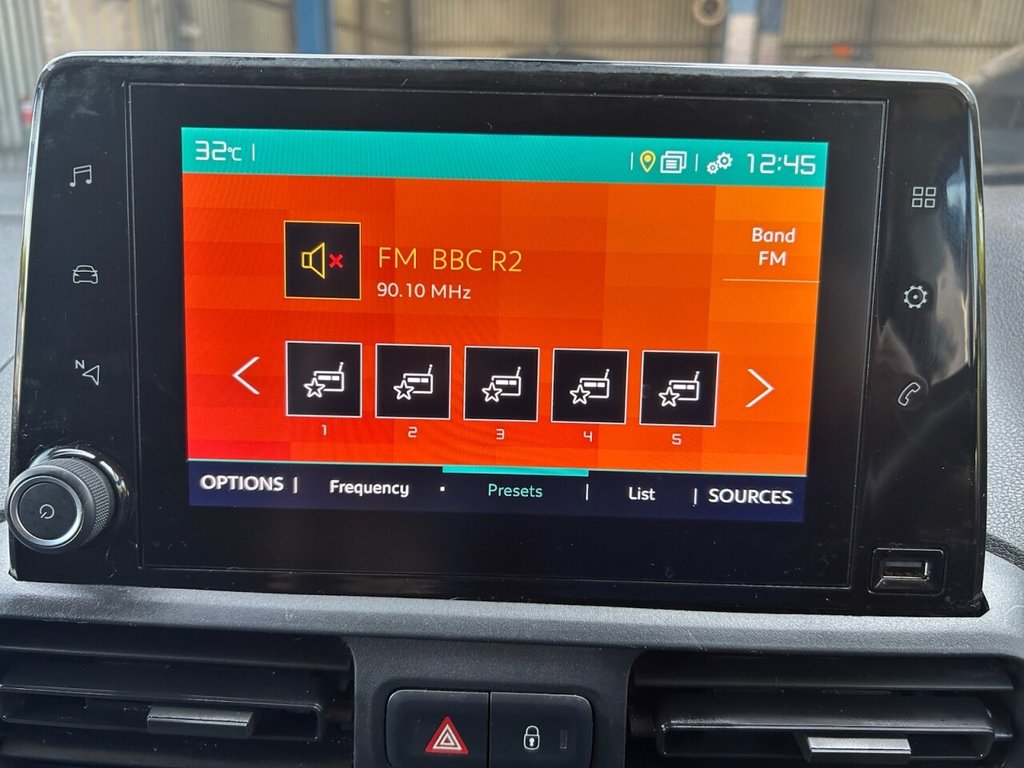 32°C
12:45
FM BBC R2
90.10 MHz
Band
FM
1 2 3 4 5
OPTIONS Frequency Presets List SOURCES
N